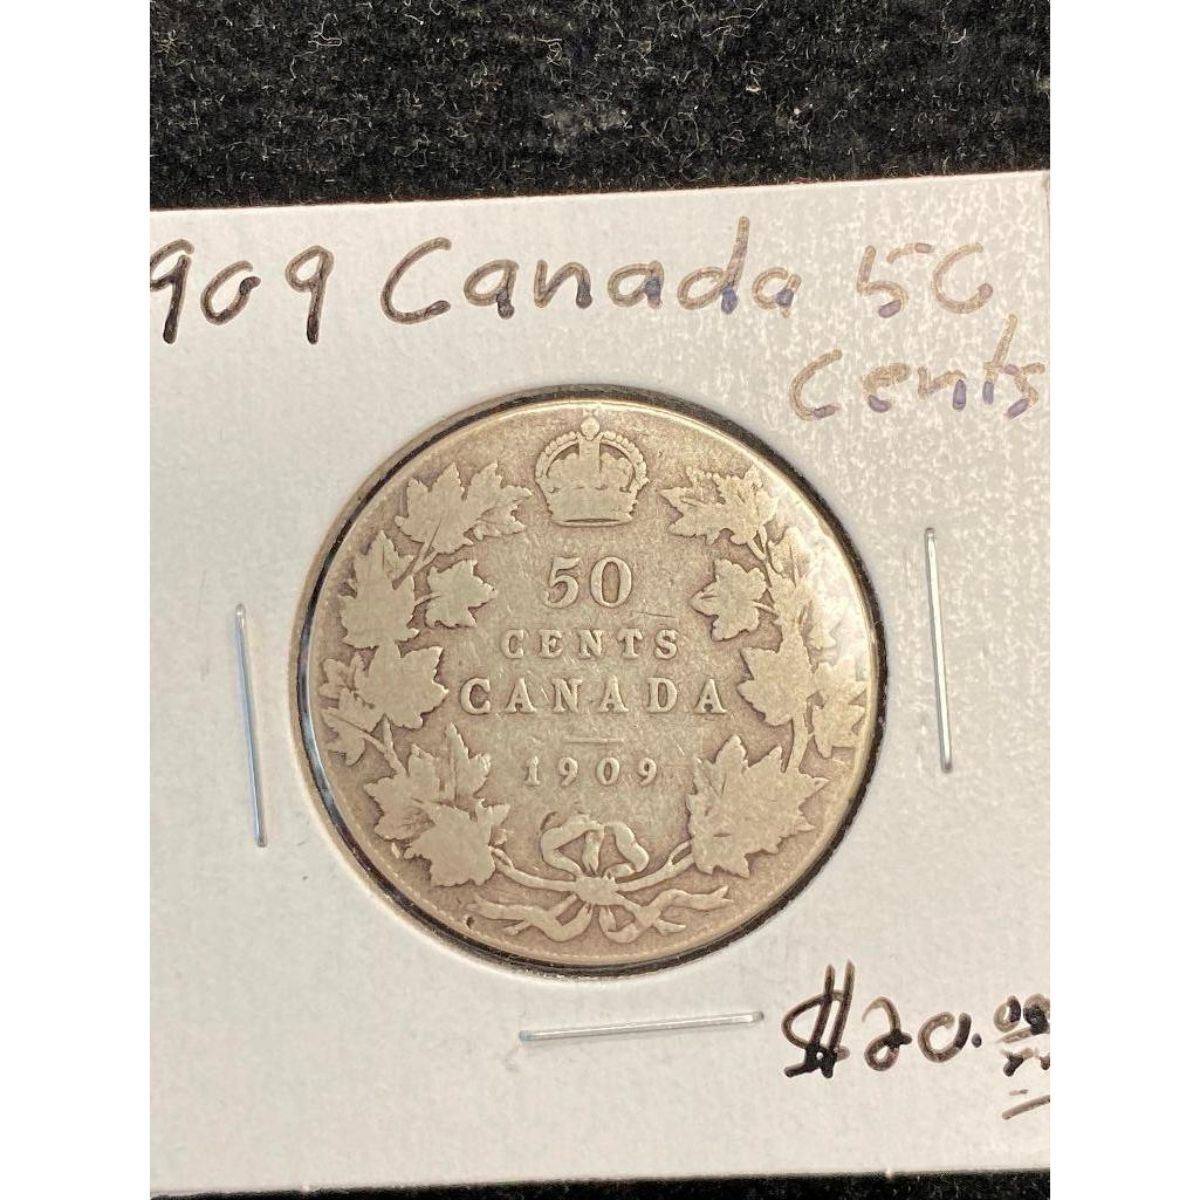 909 Canada 50
Cents
50
CENTS
CANADA
1909
$20.00